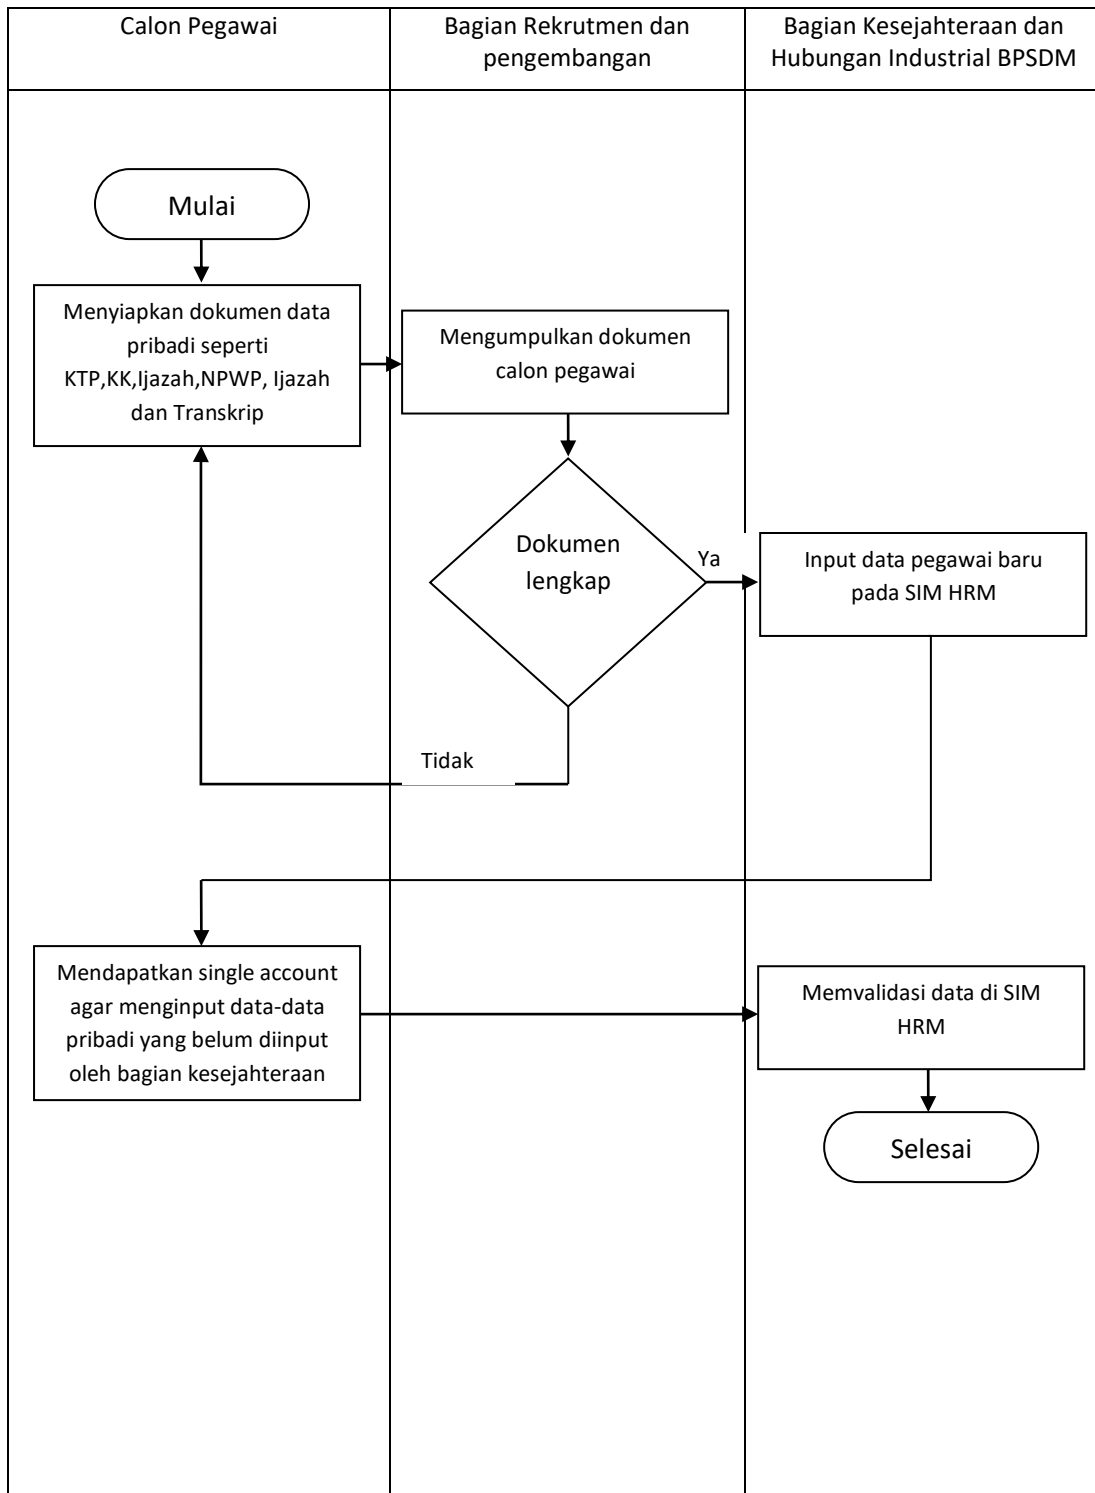 Calon Pegawai
Bagian Rekrutmen dan
pengembangan
Bagian Kesejahteraan dan
Hubungan Industrial BPSDM
Mulai
Menyiapkan dokumen data
pribadi seperti
KTP,KK,Ijazah,NPWP, Ijazah
dan Transkrip
Mengumpulkan dokumen
calon pegawai
Dokumen
lengkap
Ya
Input data pegawai baru
pada SIM HRM
Tidak
Mendapatkan single account
agar menginput data-data
pribadi yang belum diinput
oleh bagian kesejahteraan
Memvalidasi data di SIM
HRM
Selesai